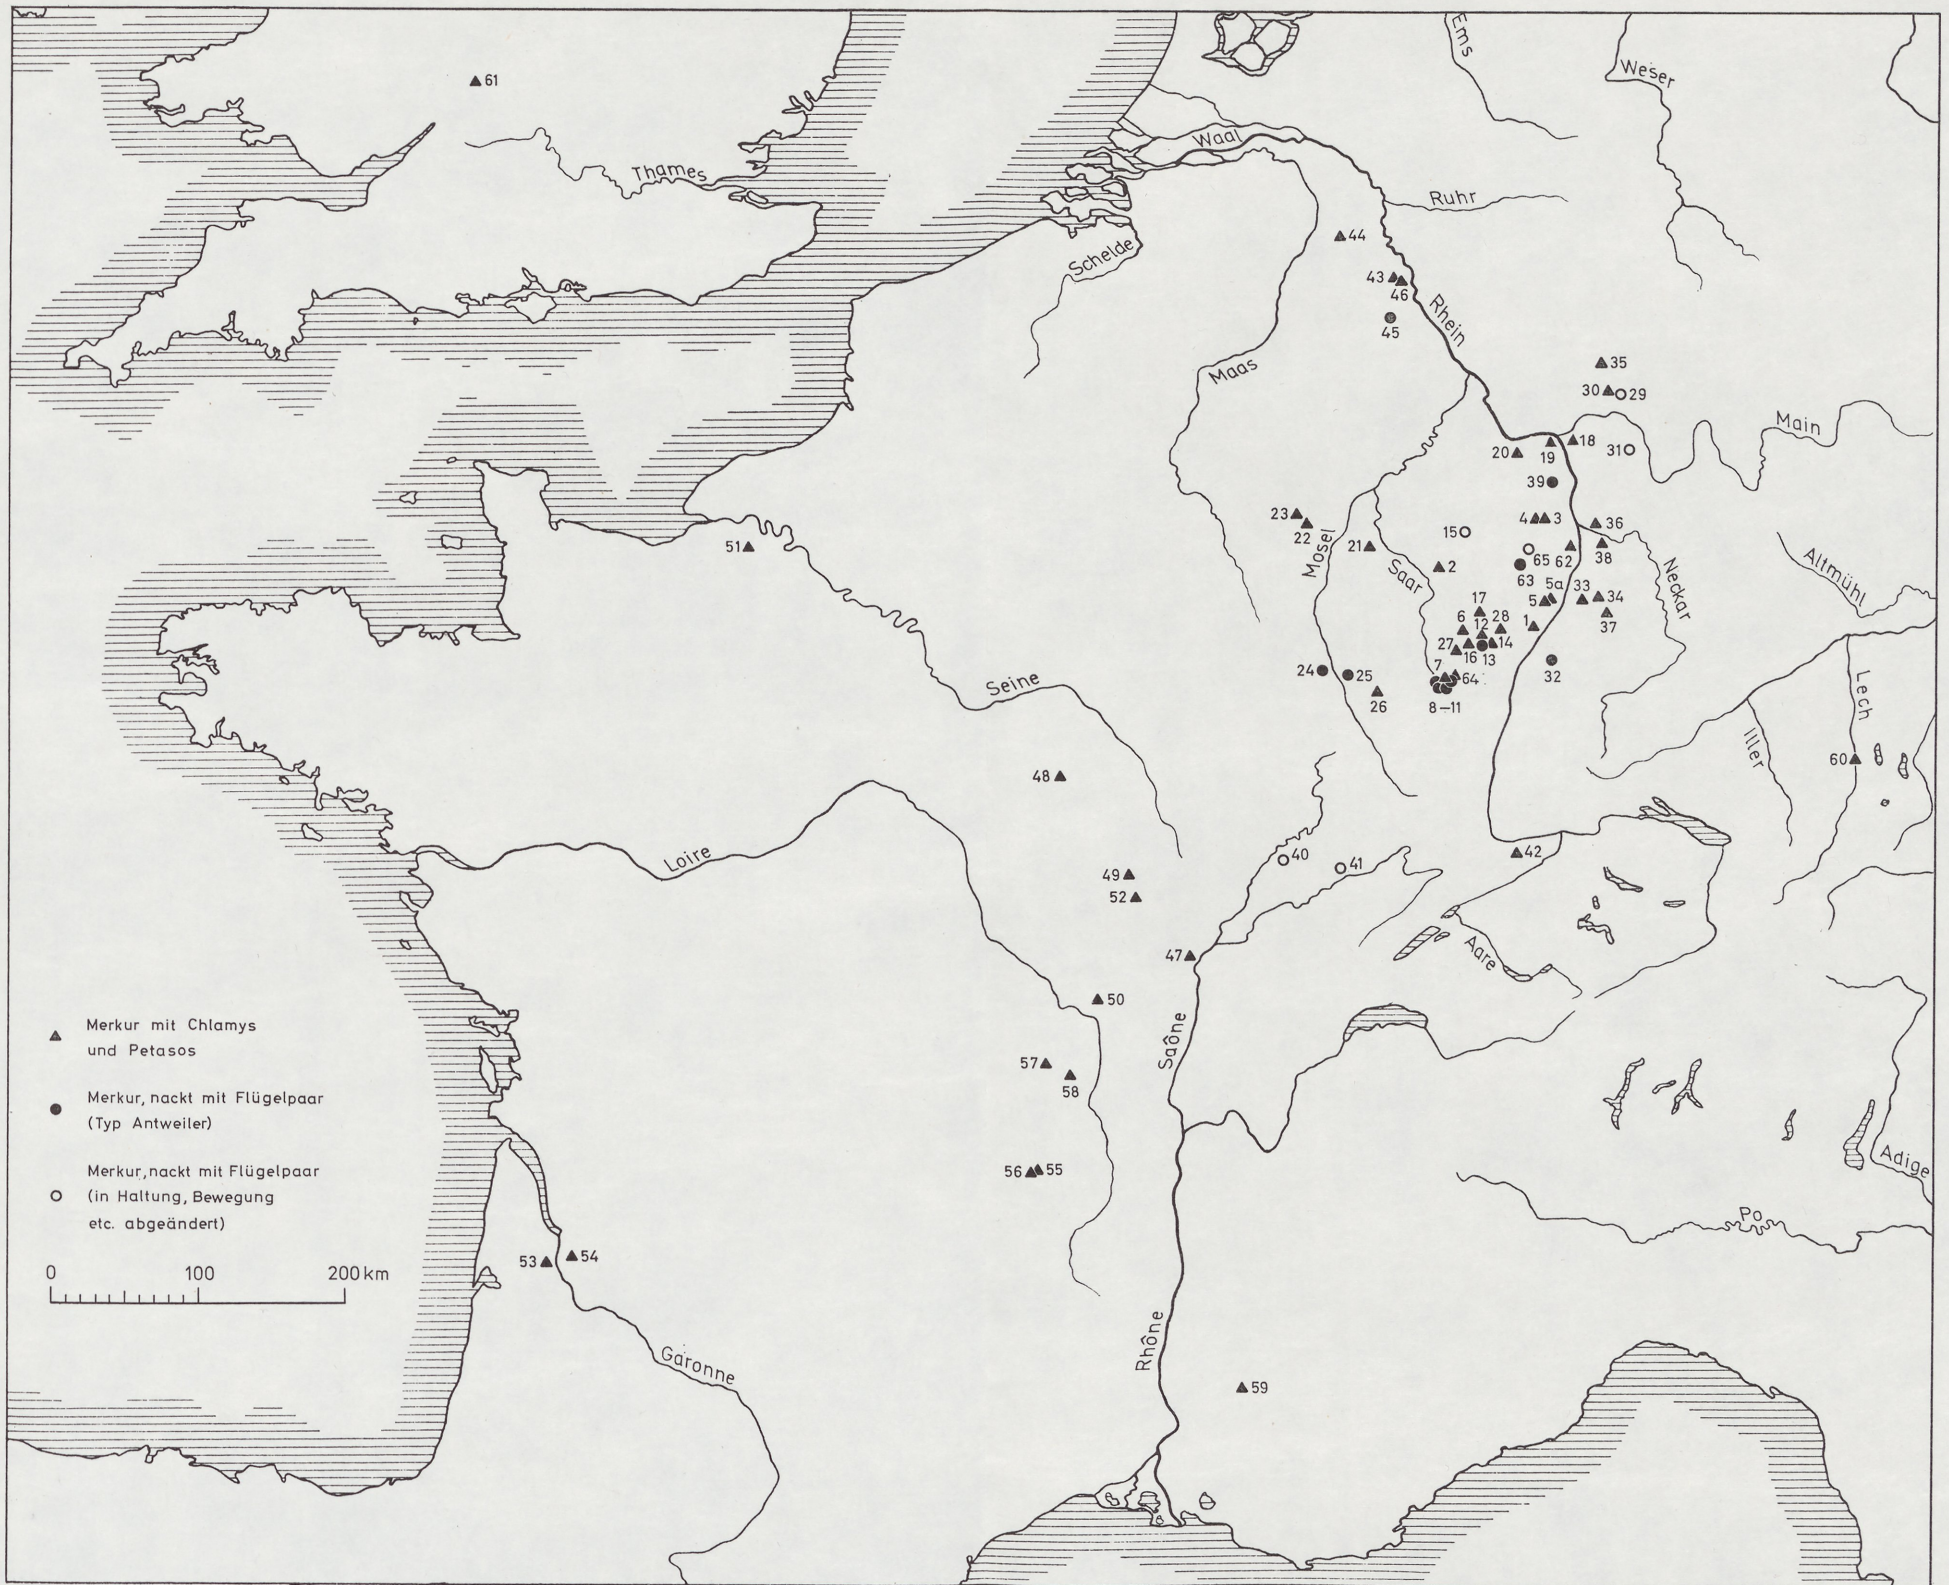 Ems
Weser
61
Waal
Thames
Ruhr
44
Schelde
43
46
Rhein
45
35
Maas
30
29
Main
18
20
19
31
39
23
4
3
36
22
15
51
21
62
38
65
Mosel
Altmühl
2
Saar
63
Neckar
5a
33
34
17
5
6
12
28
1
37
27
14
16
13
7
24
25
64
32
Seine
26
8–11
Lech
Iller
60
48
Loire
40
42
41
49
52
Aare
47
50
Merkur mit Chlamys
und Petasos
Saône
57
58
Merkur, nackt mit Flügelpaar
(Typ Antweiler)
Merkur, nackt mit Flügelpaar
(in Haltung, Bewegung
etc. abgeändert)
56
55
Adige
Po
53
54
0 100 200 km
Rhône
Garonne
59